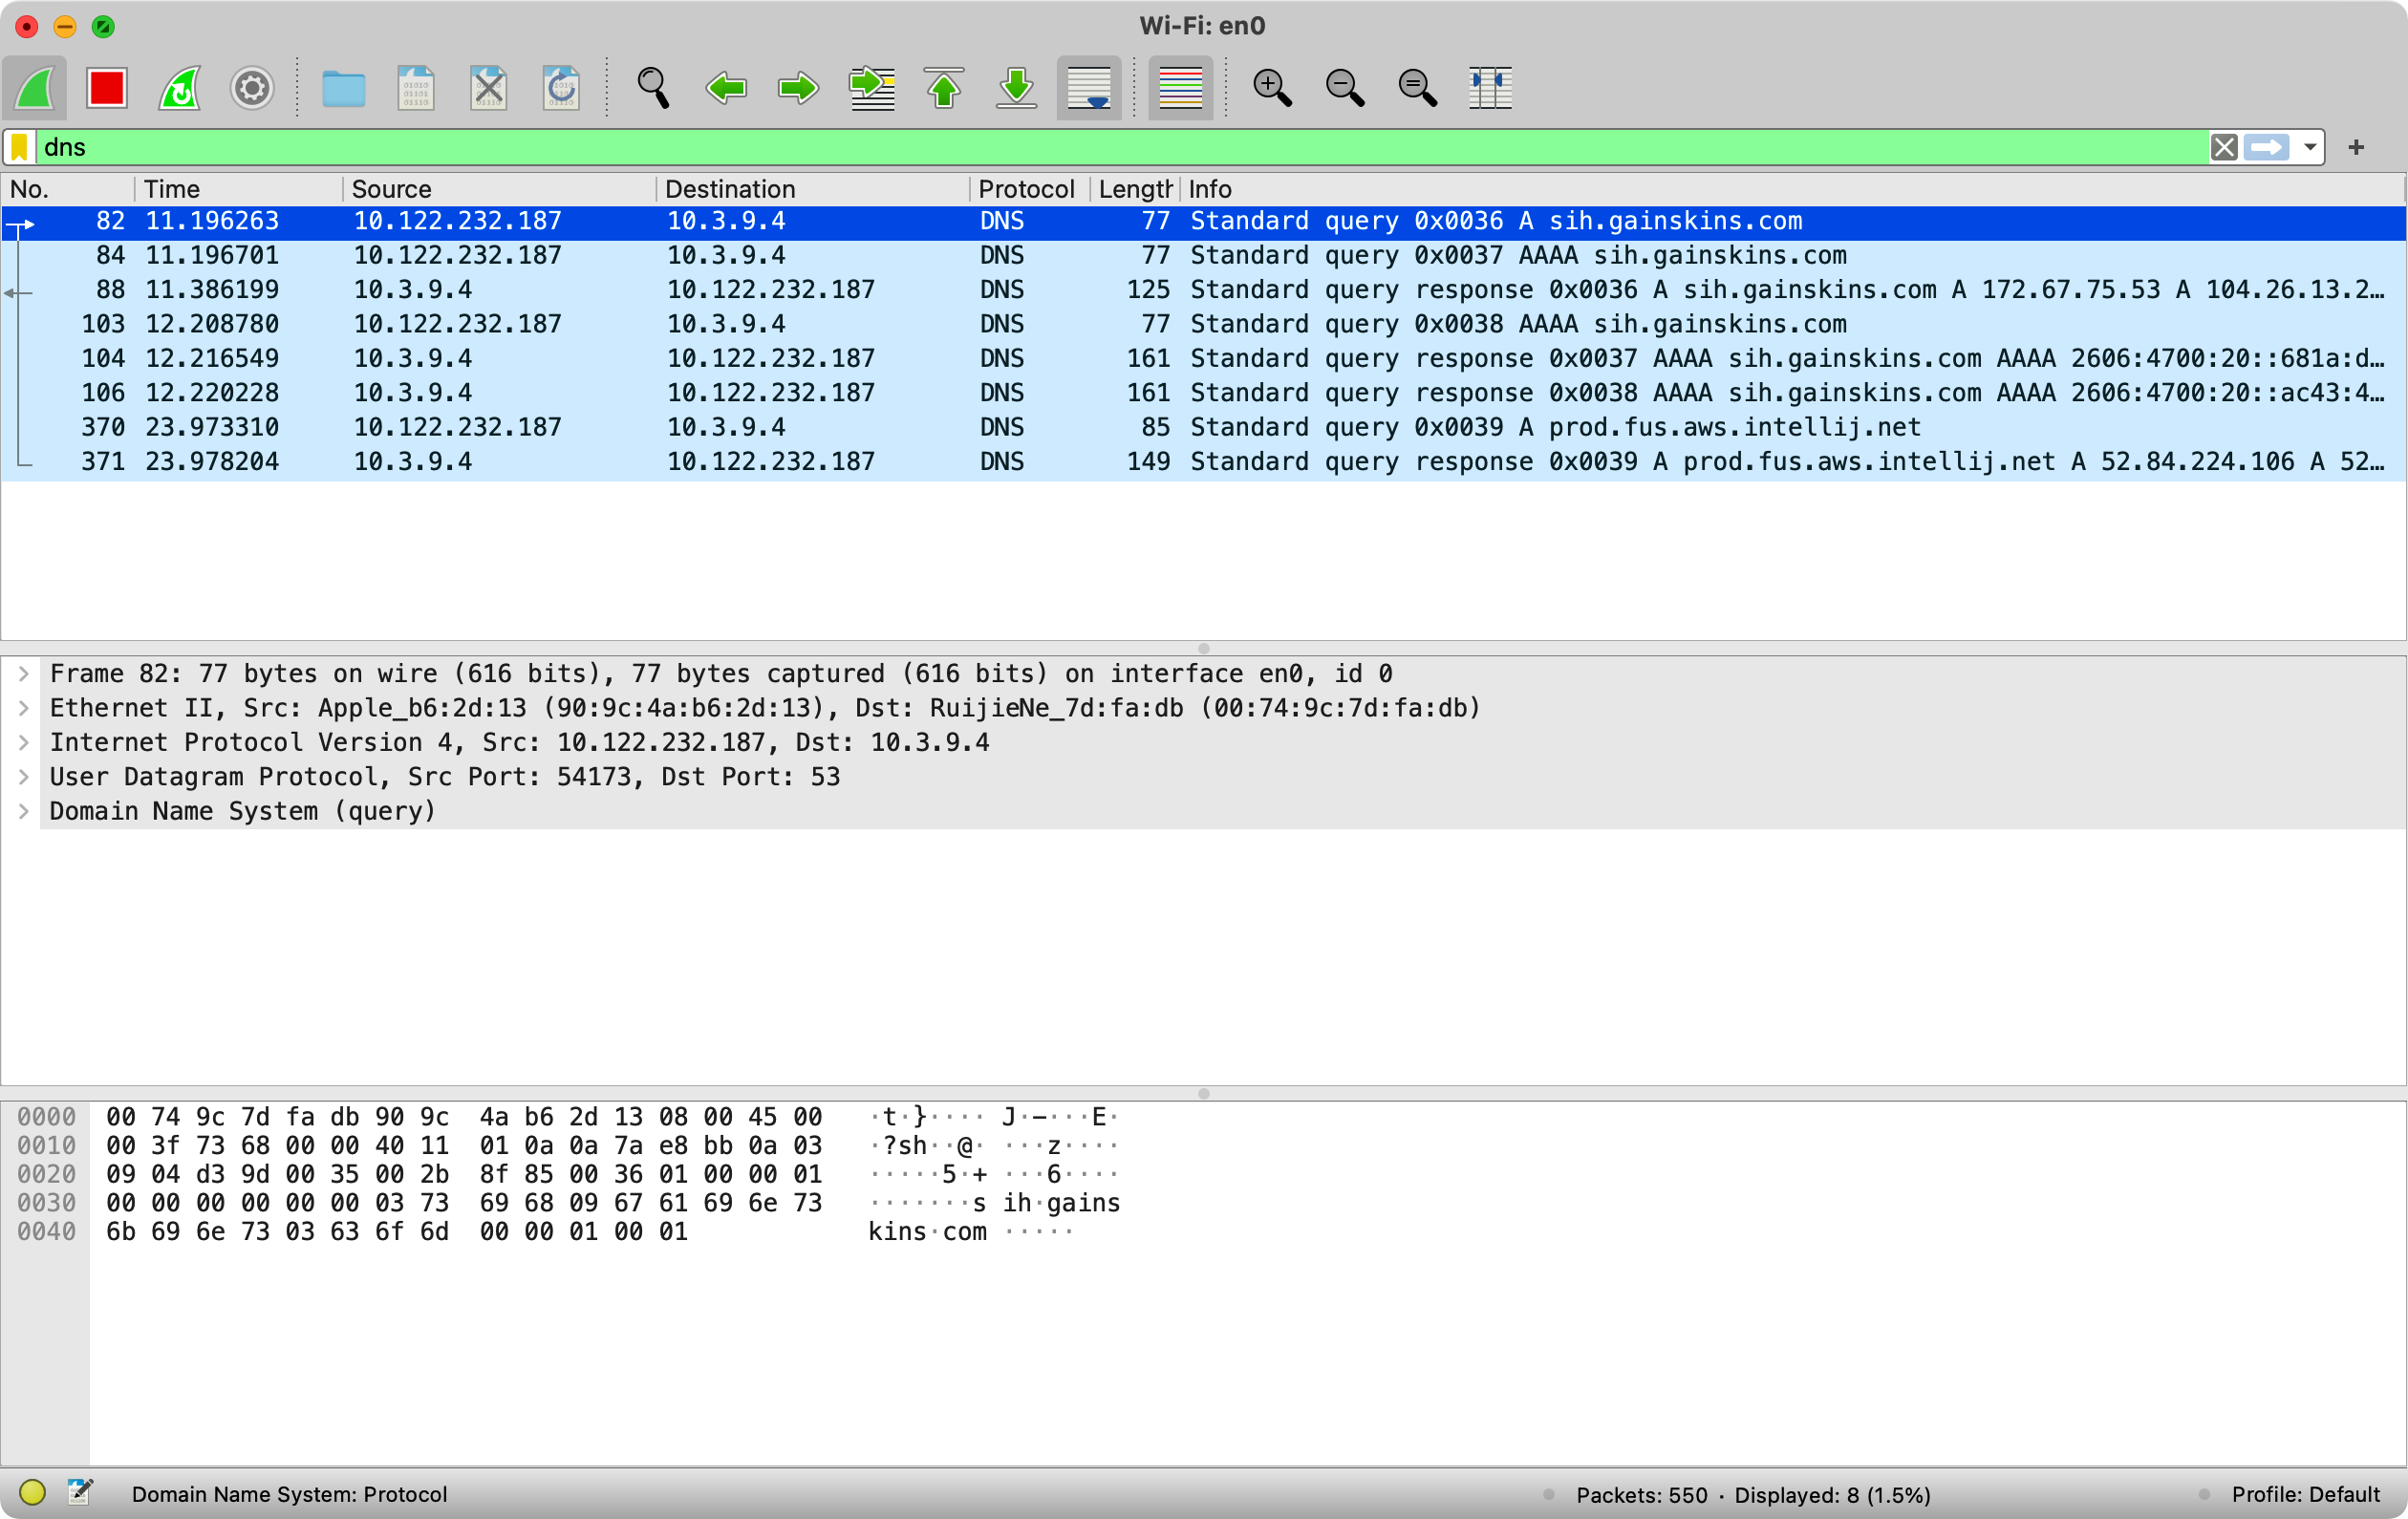 Wi-Fi: en0
dns
No. Time Source Destination Protocol Length Info
82 11.196263 10.122.232.187 10.3.9.4 DNS 77 Standard query 0x0036 A sih.gainskins.com
84 11.196701 10.122.232.187 10.3.9.4 DNS 77 Standard query 0x0037 AAAA sih.gainskins.com
88 11.386199 10.3.9.4 10.122.232.187 DNS 125 Standard query response 0x0036 A sih.gainskins.com A 172.67.75.53 A 104.26.13.2…
103 12.208780 10.122.232.187 10.3.9.4 DNS 77 Standard query 0x0038 AAAA sih.gainskins.com
104 12.216549 10.3.9.4 10.122.232.187 DNS 161 Standard query response 0x0037 AAAA sih.gainskins.com AAAA 2606:4700:20::681a:d…
106 12.220228 10.3.9.4 10.122.232.187 DNS 161 Standard query response 0x0038 AAAA sih.gainskins.com AAAA 2606:4700:20::ac43:4…
370 23.973310 10.122.232.187 10.3.9.4 DNS 85 Standard query 0x0039 A prod.fus.aws.intellij.net
371 23.978204 10.3.9.4 10.122.232.187 DNS 149 Standard query response 0x0039 A prod.fus.aws.intellij.net A 52.84.224.106 A 52…
Frame 82: 77 bytes on wire (616 bits), 77 bytes captured (616 bits) on interface en0, id 0
Ethernet II, Src: Apple_b6:2d:13 (90:9c:4a:b6:2d:13), Dst: RuijieNe_7d:fa:db (00:74:9c:7d:fa:db)
Internet Protocol Version 4, Src: 10.122.232.187, Dst: 10.3.9.4
User Datagram Protocol, Src Port: 54173, Dst Port: 53
Domain Name System (query)
0000 00 74 9c 7d fa db 90 9c 4a b6 2d 13 08 00 45 00 ·t·}···· J·-···E·
0010 00 3f 73 68 00 00 40 11 01 0a 0a 7a e8 bb 0a 03 ·?sh··@· ···z····
0020 09 04 d3 9d 00 35 00 2b 8f 85 00 36 01 00 00 01 ·····5·+ ···6····
0030 00 00 00 00 00 00 03 73 69 68 09 67 61 69 6e 73 ·······s ih·gains
0040 6b 69 6e 73 03 63 6f 6d 00 00 01 00 01 kins·com ·····
Domain Name System: Protocol
Packets: 550 · Displayed: 8 (1.5%)
Profile: Default